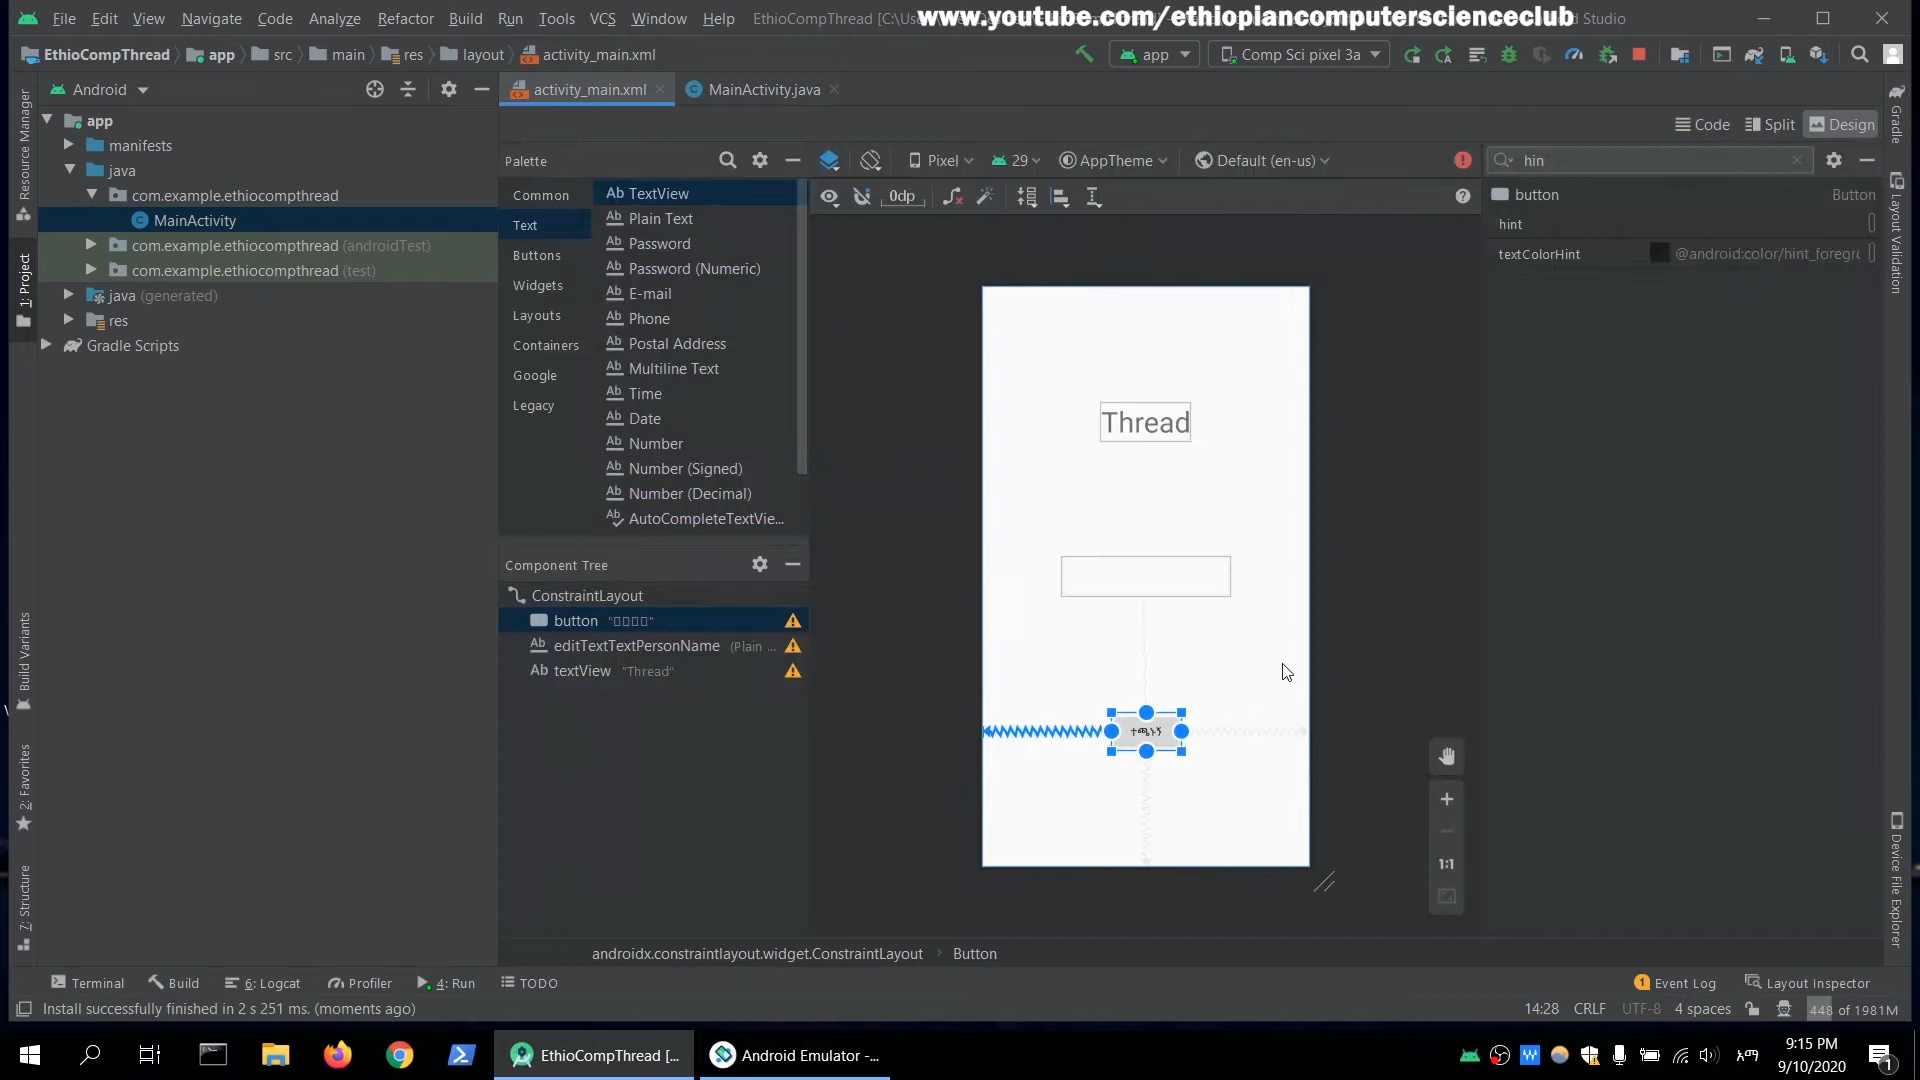 File Edit View Navigate Code Analyze Refactor Build Run Tools VCS Window Help EthioCompThread [C:\Us
www.youtube.com/ethiopiancomputerscienceclub
d Studio
EthioCompThread app src main res layout activity_main.xml
app Comp Sci pixel 3a
Android
activity_main.xml MainActivity.java
Code Split Design
Resource Manager
1: Project
Build Variants
2: Favorites
7: Structure
app
manifests
java
com.example.ethiocompthread
MainActivity
com.example.ethiocompthread (androidTest)
com.example.ethiocompthread (test)
java (generated)
res
Gradle Scripts
Palette
Common
Text
Buttons
Widgets
Layouts
Containers
Google
Legacy
Ab TextView
Ab Plain Text
Ab Password
Ab Password (Numeric)
Ab E-mail
Ab Phone
Ab Postal Address
Ab Multiline Text
Ab Time
Ab Date
Ab Number
Ab Number (Signed)
Ab Number (Decimal)
Ab AutoCompleteTextVie...
Component Tree
ConstraintLayout
button "▯▯▯▯"
Ab editTextTextPersonName (Plain ...
Ab textView "Thread"
Pixel 29 AppTheme Default (en-us)
0dp
Thread
ተጫኑኝ
1:1
hin
button Button
hint
textColorHint @android:color/hint_foregrc
Gradle
Layout Validation
Device File Explorer
androidx.constraintlayout.widget.ConstraintLayout › Button
Terminal Build 6: Logcat Profiler 4: Run TODO
1 Event Log Layout Inspector
Install successfully finished in 2 s 251 ms. (moments ago)
14:28 CRLF UTF-8 4 spaces 448 of 1981M
EthioCompThread [... Android Emulator -...
አማ
9:15 PM
9/10/2020
1